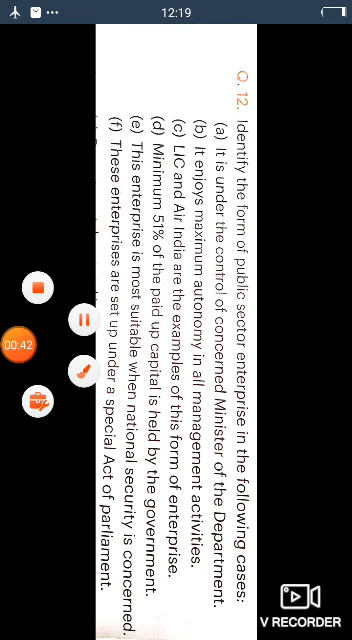 12:19
Q. 12. Identify the form of public sector enterprise in the following cases:
(a) It is under the control of concerned Minister of the Department.
(b) It enjoys maximum autonomy in all management activities.
(c) LIC and Air India are the examples of this form of enterprise.
(d) Minimum 51% of the paid up capital is held by the government.
(e) This enterprise is most suitable when national security is concerned.
(f) These enterprises are set up under a special Act of parliament.
00:42
V RECORDER